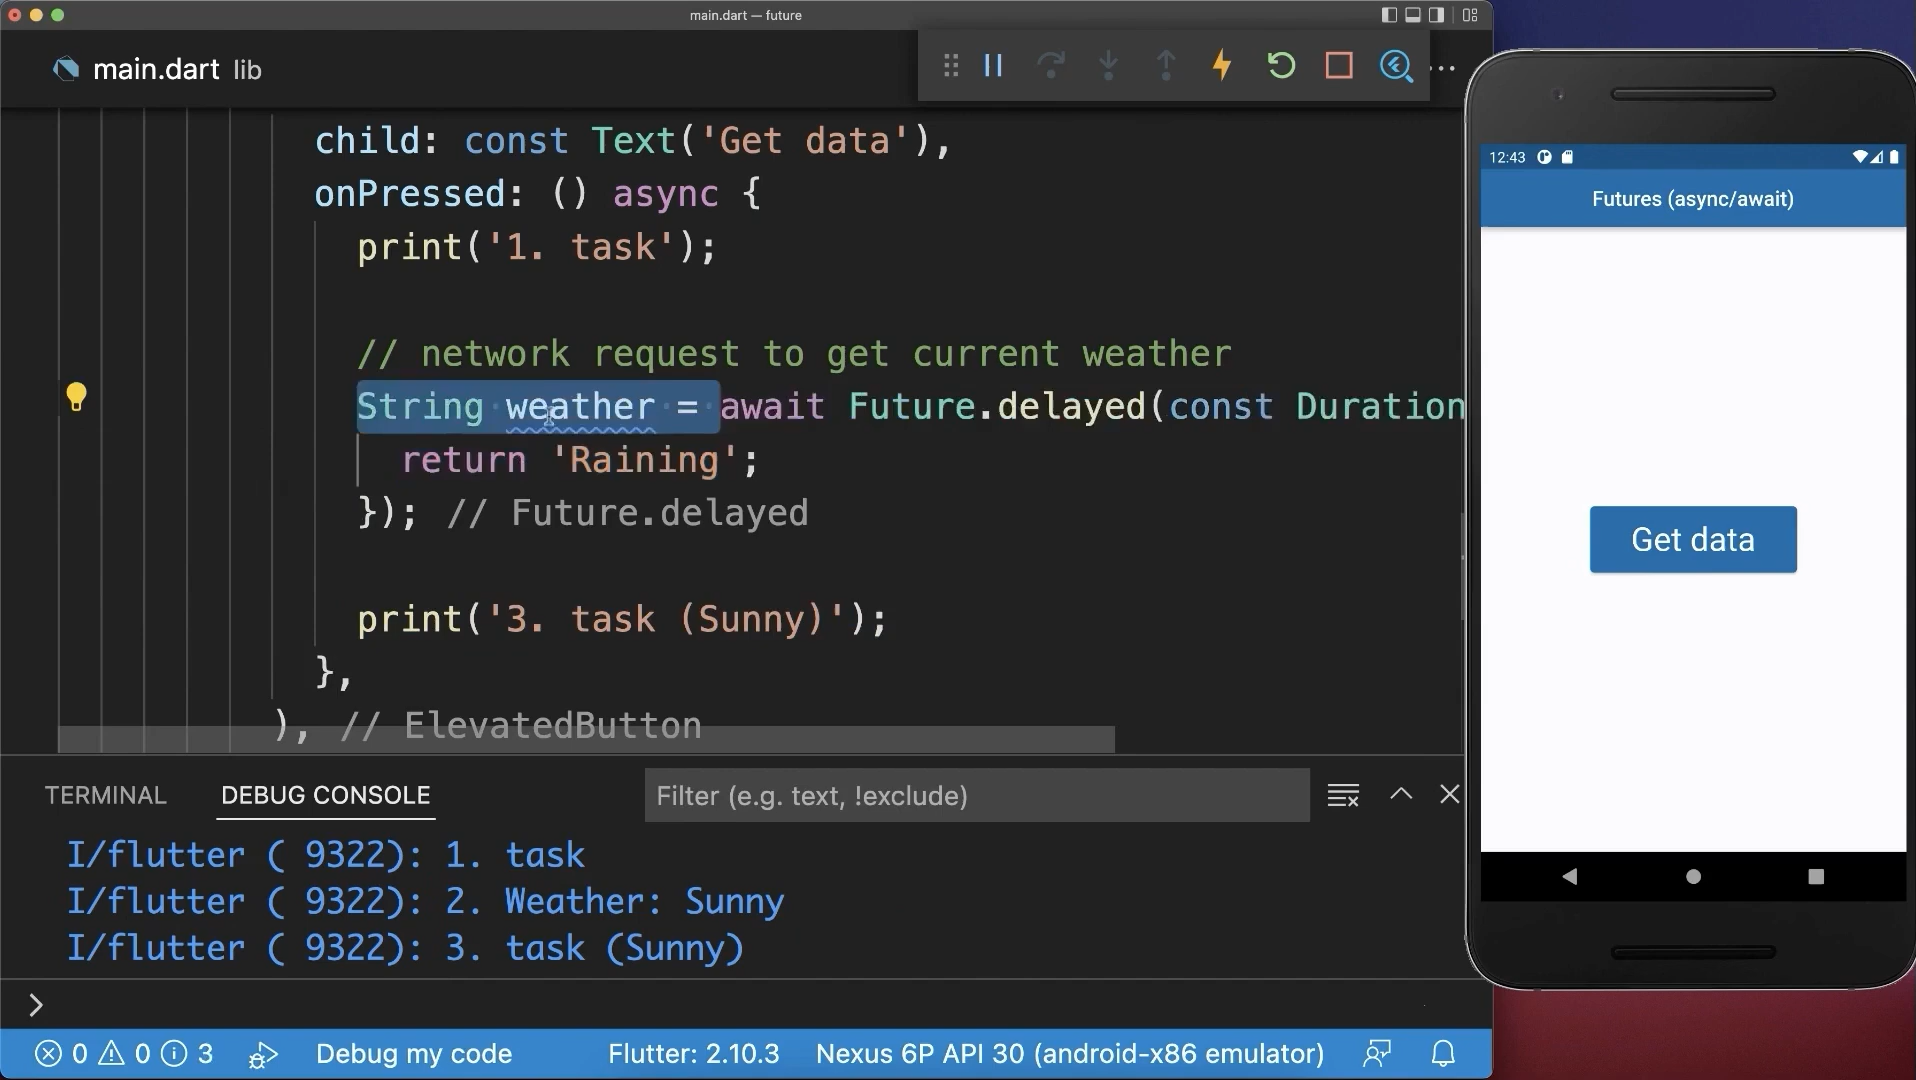 main.dart — future
main.dart lib
child: const Text('Get data'),
onPressed: () async {
print('1. task');
// network request to get current weather
String weather = await Future.delayed(const Duration
return 'Raining';
}); // Future.delayed
print('3. task (Sunny)');
},
), // ElevatedButton
TERMINAL DEBUG CONSOLE Filter (e.g. text, !exclude)
I/flutter ( 9322): 1. task
I/flutter ( 9322): 2. Weather: Sunny
I/flutter ( 9322): 3. task (Sunny)
0 0 3 Debug my code Flutter: 2.10.3 Nexus 6P API 30 (android-x86 emulator)
12:43
Futures (async/await)
Get data